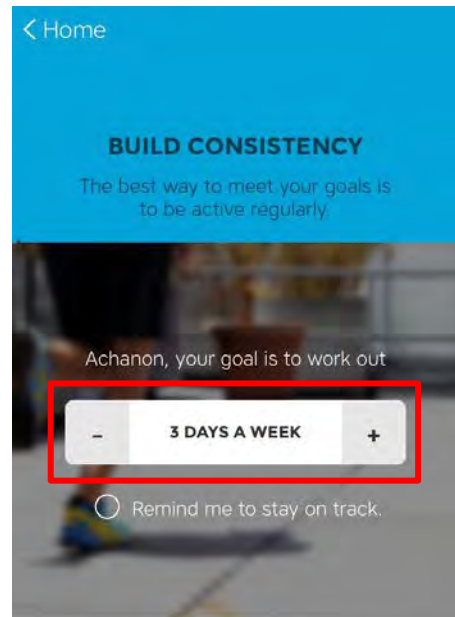 < Home
BUILD CONSISTENCY
The best way to meet your goals is
to be active regularly.
Achanon, your goal is to work out
- 3 DAYS A WEEK +
Remind me to stay on track.